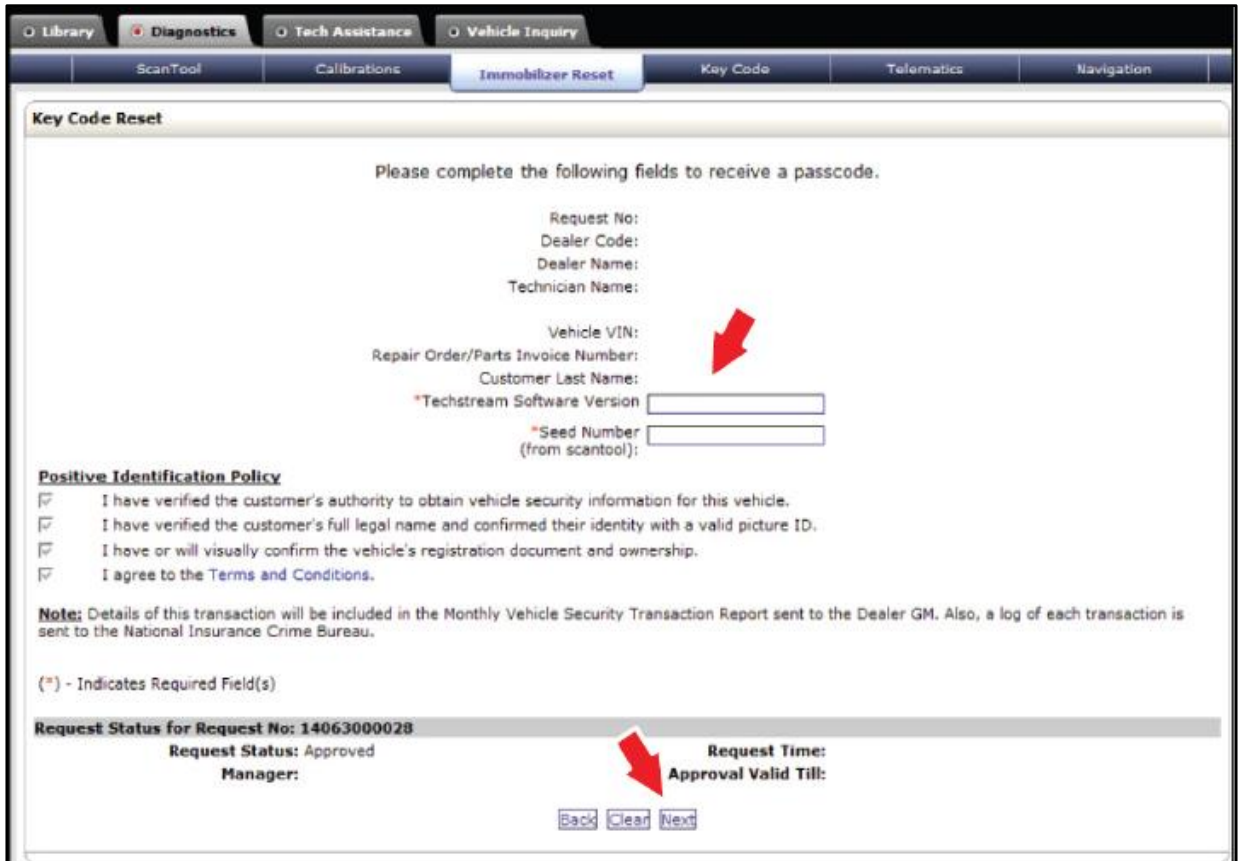 Library Diagnostics Tech Assistance Vehicle Inquiry
ScanTool Calibrations Immobilizer Reset Key Code Telematics Navigation
Key Code Reset
Please complete the following fields to receive a passcode.
Request No:
Dealer Code:
Dealer Name:
Technician Name:
Vehicle VIN:
Repair Order/Parts Invoice Number:
Customer Last Name:
*Techstream Software Version
*Seed Number
(from scantool):
Positive Identification Policy
I have verified the customer's authority to obtain vehicle security information for this vehicle.
I have verified the customer's full legal name and confirmed their identity with a valid picture ID.
I have or will visually confirm the vehicle's registration document and ownership.
I agree to the Terms and Conditions.
Note: Details of this transaction will be included in the Monthly Vehicle Security Transaction Report sent to the Dealer GM. Also, a log of each transaction is
sent to the National Insurance Crime Bureau.
(*) - Indicates Required Field(s)
Request Status for Request No: 14063000028
Request Status: Approved Request Time:
Manager: Approval Valid Till:
Back Clear Next